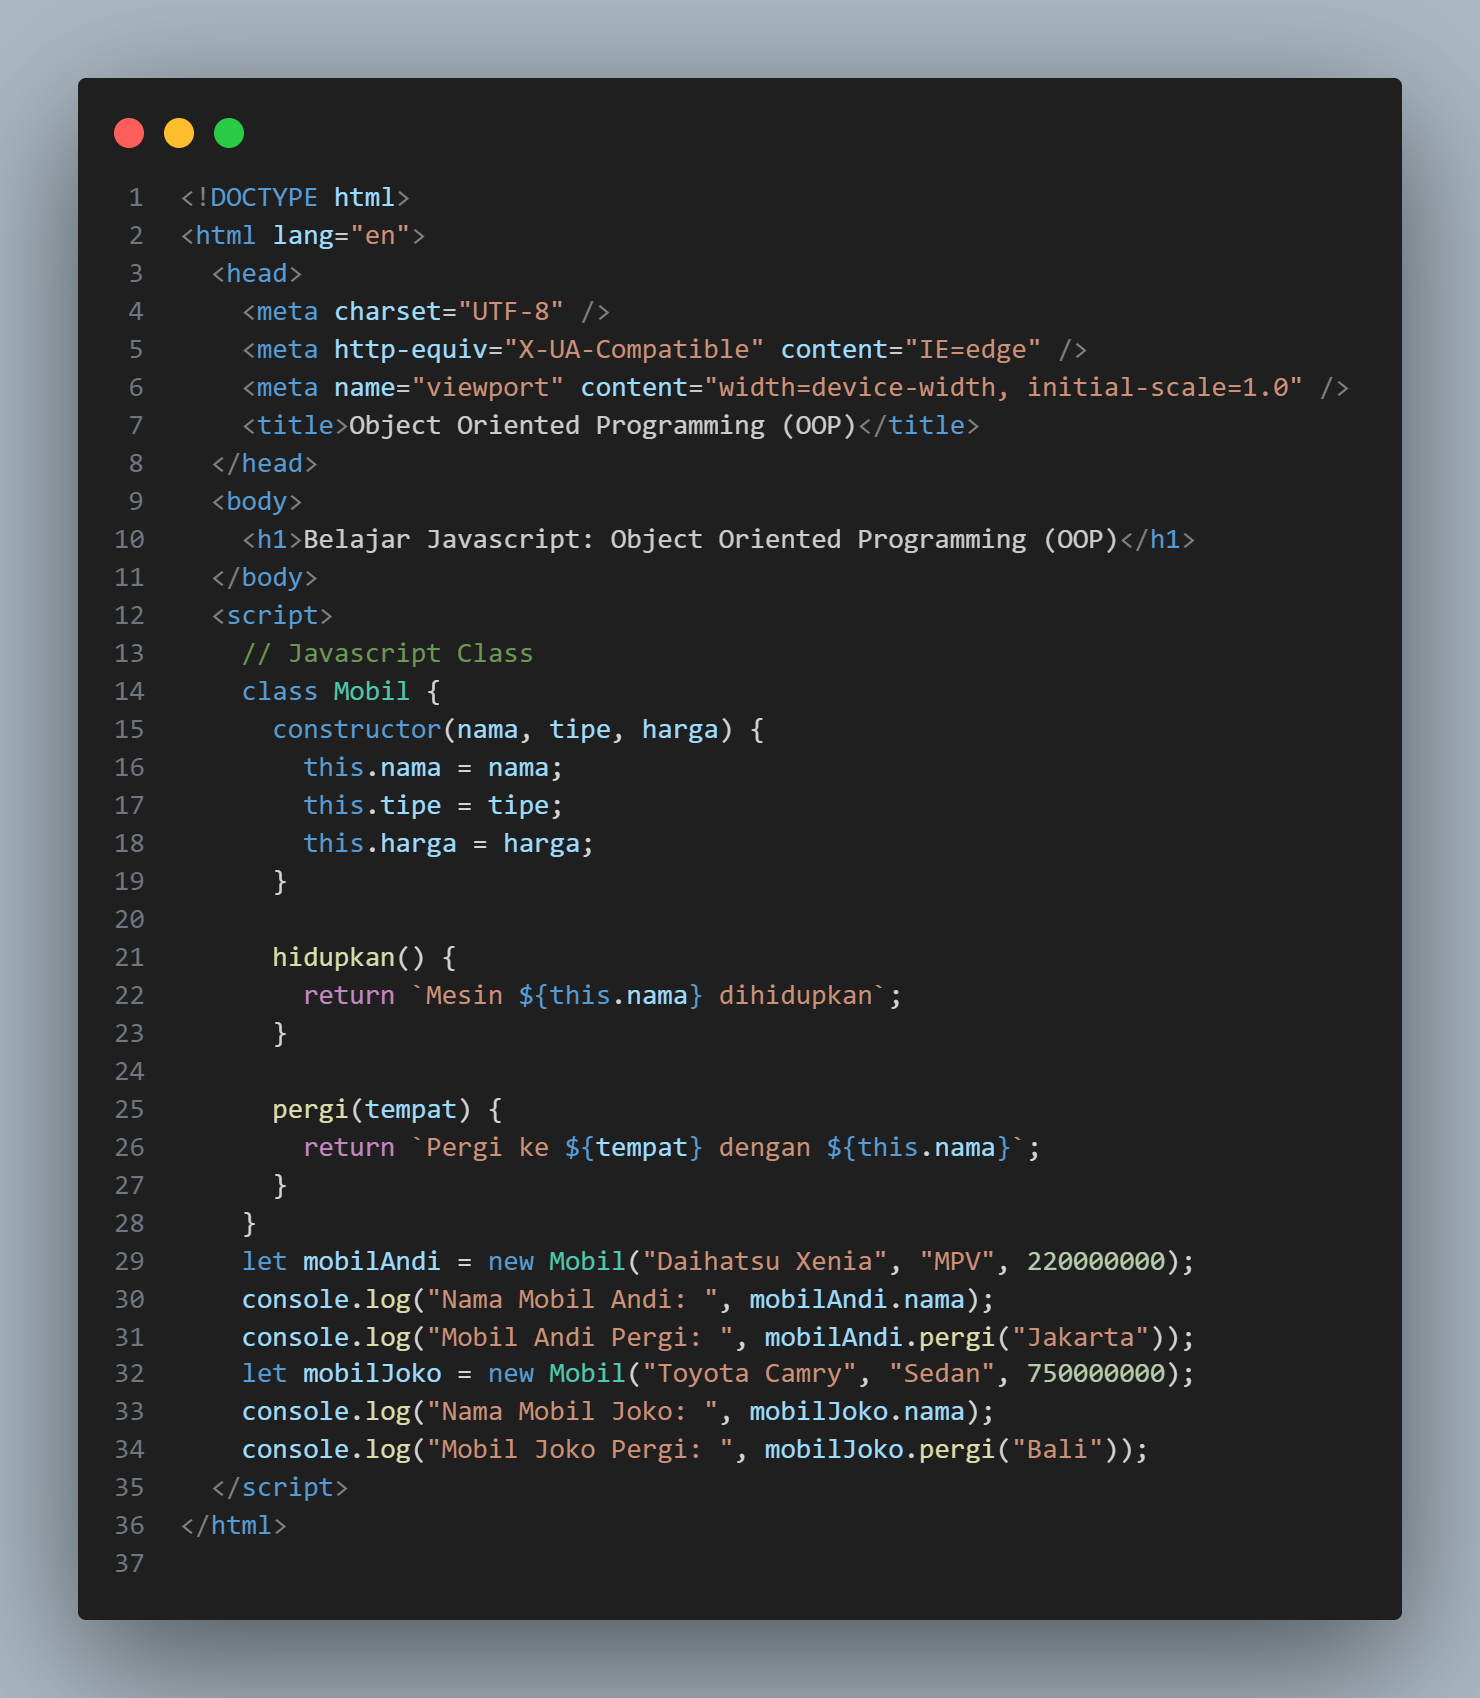 1 <!DOCTYPE html>
2 <html lang="en">
3   <head>
4     <meta charset="UTF-8" />
5     <meta http-equiv="X-UA-Compatible" content="IE=edge" />
6     <meta name="viewport" content="width=device-width, initial-scale=1.0" />
7     <title>Object Oriented Programming (OOP)</title>
8   </head>
9   <body>
10     <h1>Belajar Javascript: Object Oriented Programming (OOP)</h1>
11   </body>
12   <script>
13     // Javascript Class
14     class Mobil {
15       constructor(nama, tipe, harga) {
16         this.nama = nama;
17         this.tipe = tipe;
18         this.harga = harga;
19       }
20
21       hidupkan() {
22         return `Mesin ${this.nama} dihidupkan`;
23       }
24
25       pergi(tempat) {
26         return `Pergi ke ${tempat} dengan ${this.nama}`;
27       }
28     }
29     let mobilAndi = new Mobil("Daihatsu Xenia", "MPV", 220000000);
30     console.log("Nama Mobil Andi: ", mobilAndi.nama);
31     console.log("Mobil Andi Pergi: ", mobilAndi.pergi("Jakarta"));
32     let mobilJoko = new Mobil("Toyota Camry", "Sedan", 750000000);
33     console.log("Nama Mobil Joko: ", mobilJoko.nama);
34     console.log("Mobil Joko Pergi: ", mobilJoko.pergi("Bali"));
35   </script>
36 </html>
37